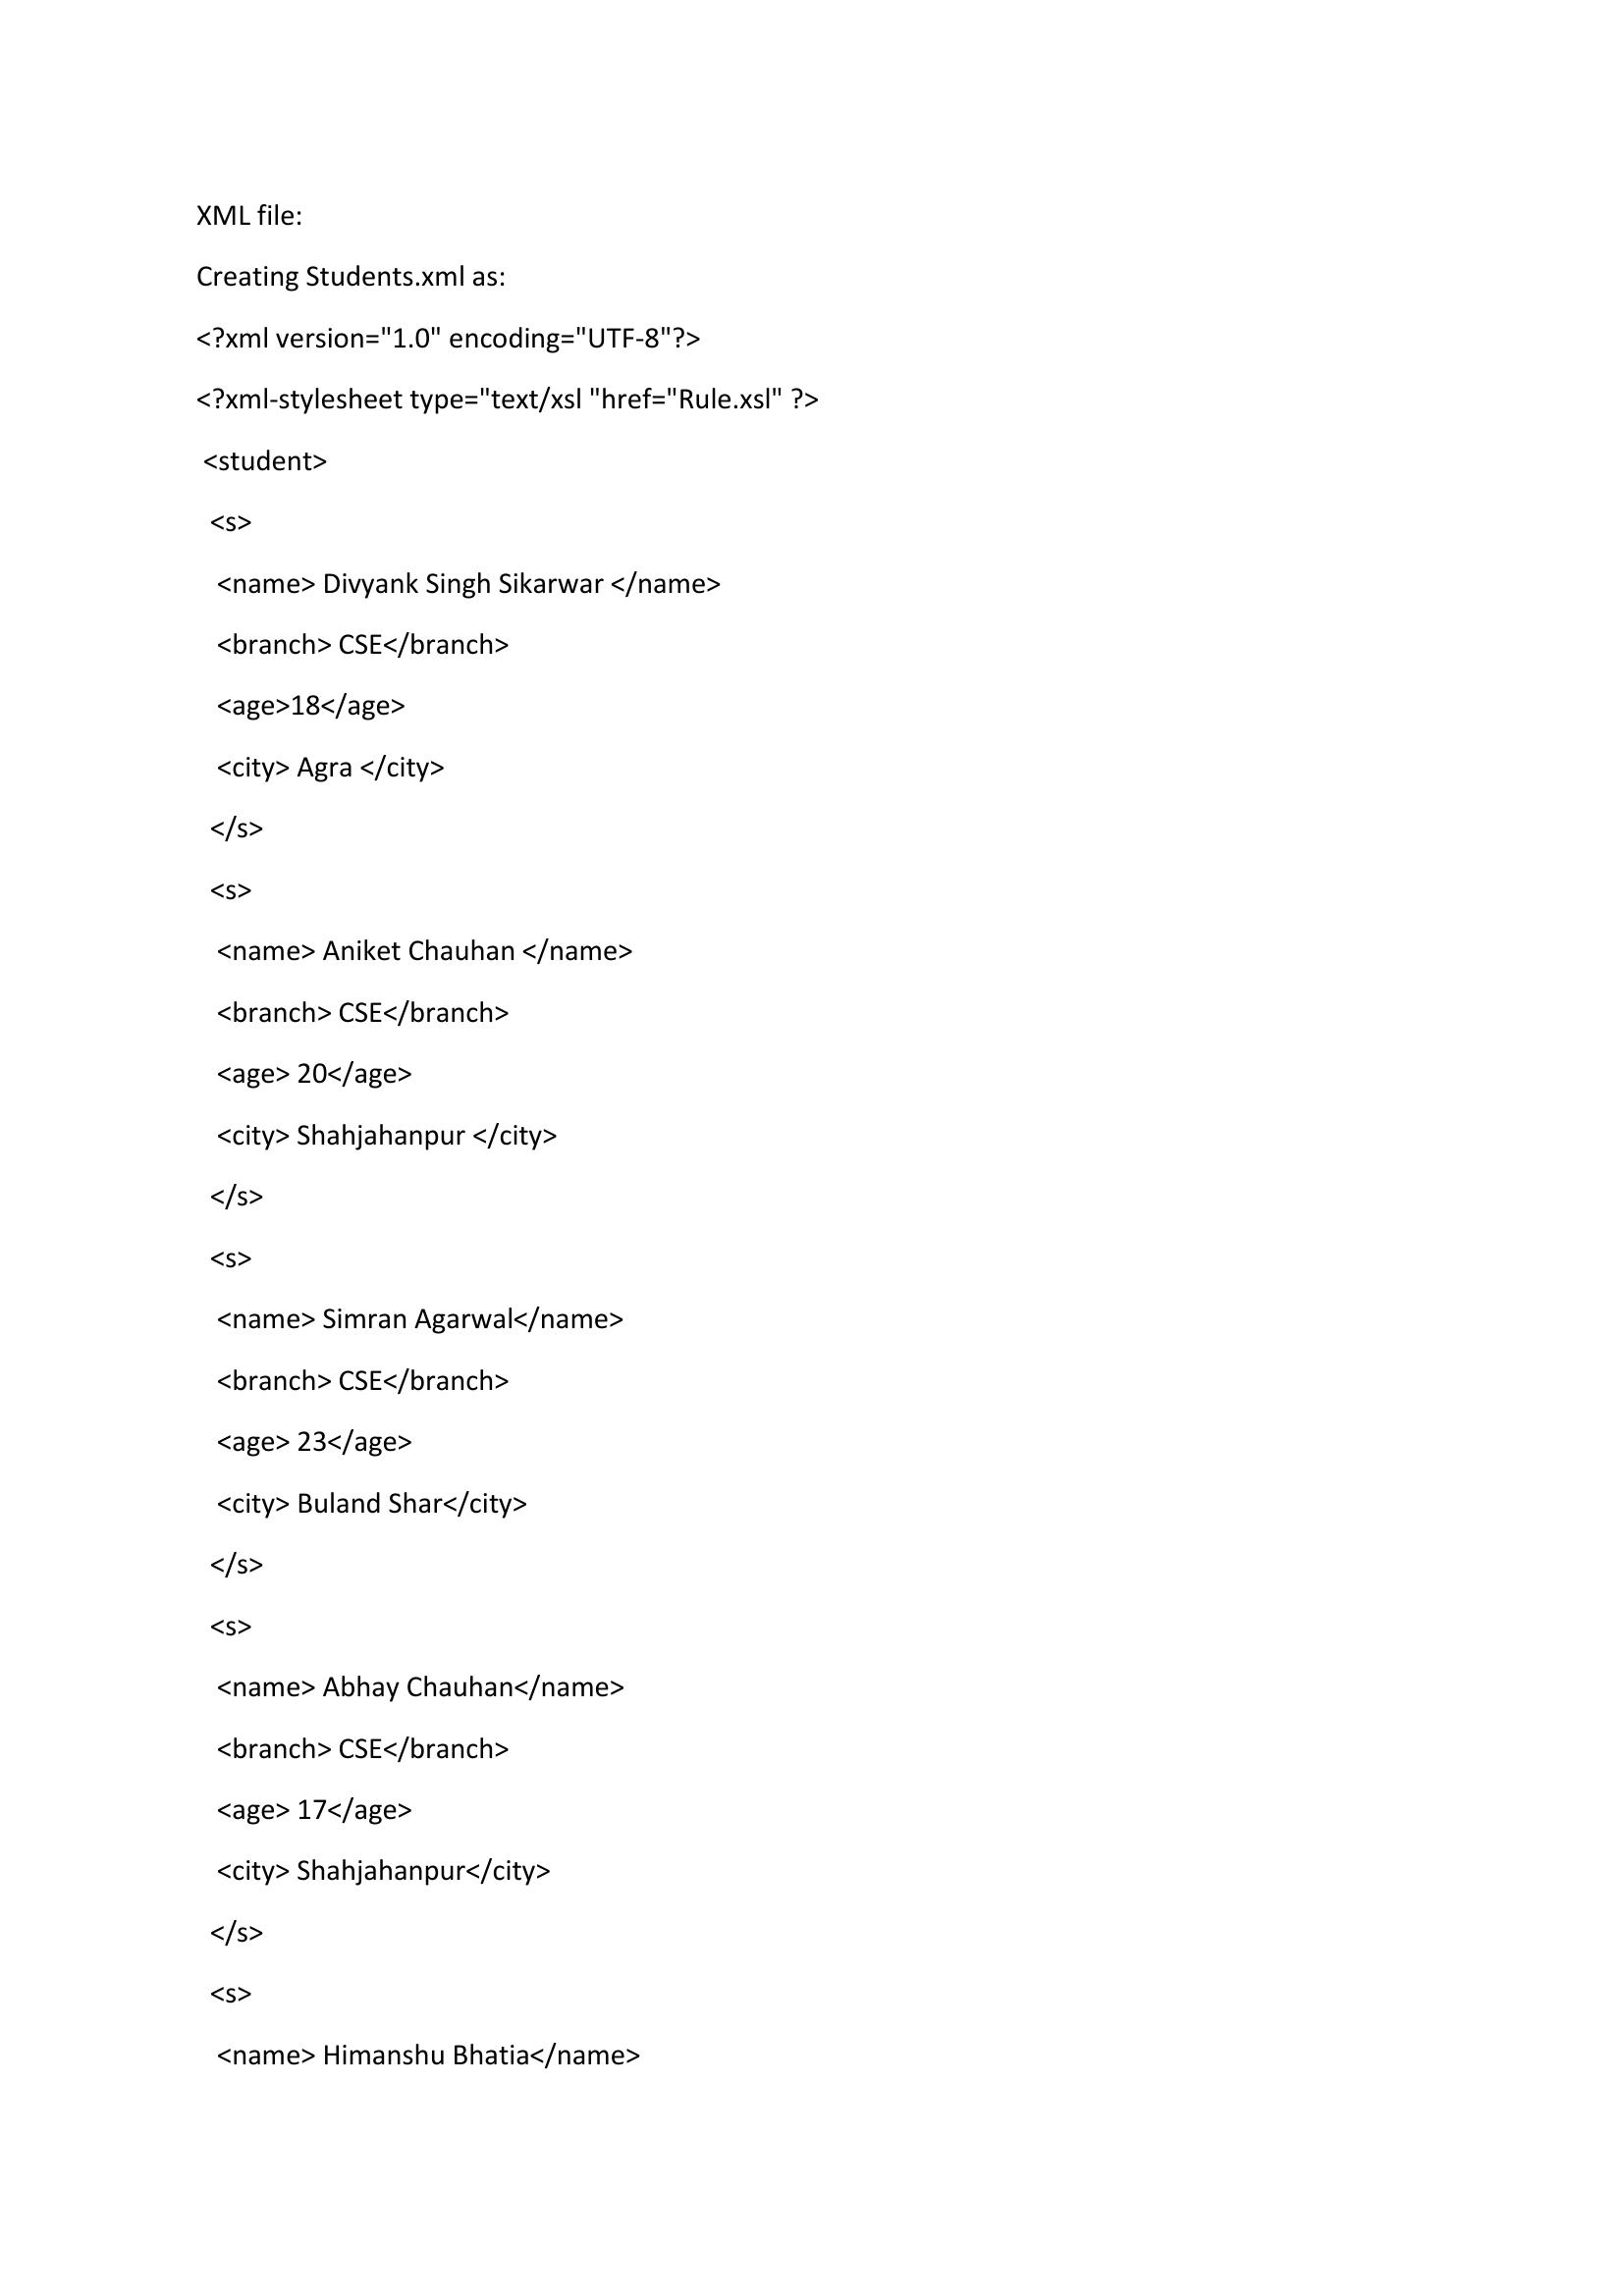 XML file:
Creating Students.xml as:
<?xml version="1.0" encoding="UTF-8"?>
<?xml-stylesheet type="text/xsl "href="Rule.xsl" ?>
<student>
<s>
<name> Divyank Singh Sikarwar </name>
<branch> CSE</branch>
<age>18</age>
<city> Agra </city>
</s>
<s>
<name> Aniket Chauhan </name>
<branch> CSE</branch>
<age> 20</age>
<city> Shahjahanpur </city>
</s>
<s>
<name> Simran Agarwal</name>
<branch> CSE</branch>
<age> 23</age>
<city> Buland Shar</city>
</s>
<s>
<name> Abhay Chauhan</name>
<branch> CSE</branch>
<age> 17</age>
<city> Shahjahanpur</city>
</s>
<s>
<name> Himanshu Bhatia</name>